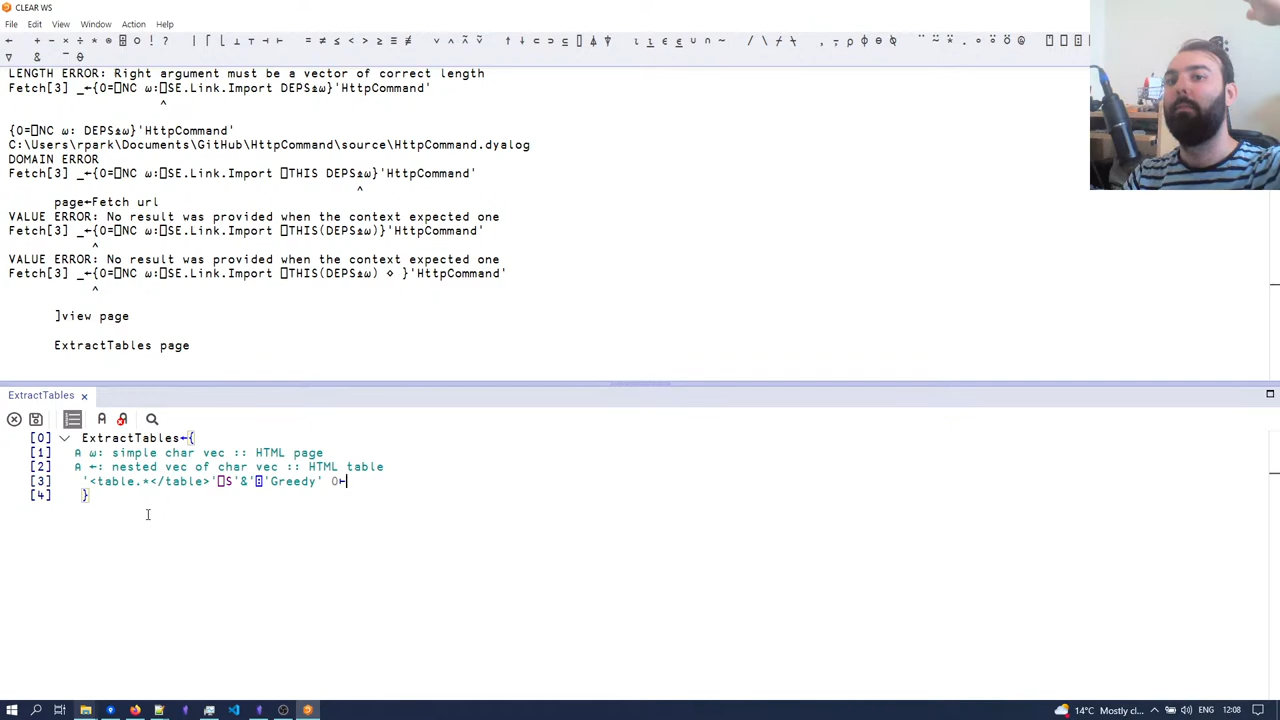 CLEAR WS
File Edit View Window Action Help
← + - × ÷ * ⍟ ⌹ ○ ! ? | ⌈ ⌊ ⊥ ⊤ ⊣ ⊢ = ≠ ≤ < > ≥ ≡ ≢ ∨ ∧ ⍲ ⍱ ↑ ↓ ⊂ ⊃ ⊆ ⌷ ⍋ ⍒ ⍳ ⍸ ∊ ⍷ ∪ ∩ ~ / \ ⌿ ⍀ , ⍪ ⍴ ⌽ ⊖ ⍉ ¨ ⍨ ⍣ . ∘ ⍤ ⍥ @
∇ & ¯ ⍬
LENGTH ERROR: Right argument must be a vector of correct length
Fetch[3] _←{0=⎕NC ⍵:⎕SE.Link.Import DEPS⍎⍵}'HttpCommand'
^
{0=⎕NC ⍵: DEPS⍎⍵}'HttpCommand'
C:\Users\rpark\Documents\GitHub\HttpCommand\source\HttpCommand.dyalog
DOMAIN ERROR
Fetch[3] _←{0=⎕NC ⍵:⎕SE.Link.Import ⎕THIS DEPS⍎⍵}'HttpCommand'
^
page←Fetch url
VALUE ERROR: No result was provided when the context expected one
Fetch[3] _←{0=⎕NC ⍵:⎕SE.Link.Import ⎕THIS(DEPS⍎⍵)}'HttpCommand'
^
VALUE ERROR: No result was provided when the context expected one
Fetch[3] _←{0=⎕NC ⍵:⎕SE.Link.Import ⎕THIS(DEPS⍎⍵) ⋄ }'HttpCommand'
^
]view page
ExtractTables page
ExtractTables ×
[0] ExtractTables←{
[1] ⍝ ⍵: simple char vec :: HTML page
[2] ⍝ ←: nested vec of char vec :: HTML table
[3] '<table.*</table>'⎕S'&'⍠'Greedy' 0⊢
[4] }
14°C Mostly cl... ENG 12:08